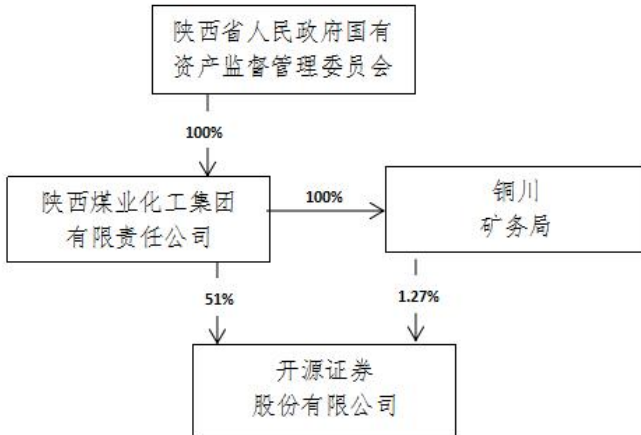 陕西省人民政府国有
资产监督管理委员会
100%
陕西煤业化工集团
有限责任公司
100%
铜川
矿务局
51%
1.27%
开源证券
股份有限公司